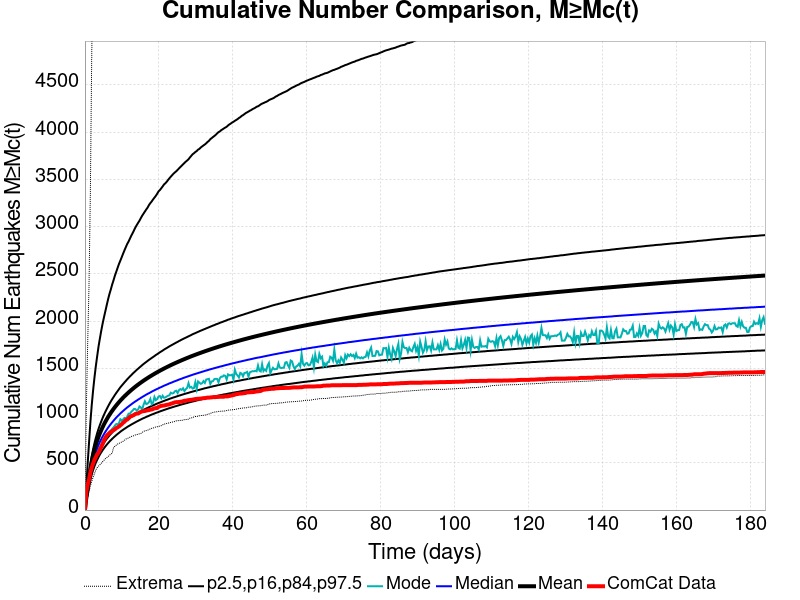 Cumulative Number Comparison, M≥Mc(t)
Cumulative Num Earthquakes M≥Mc(t)
4500
4000
3500
3000
2500
2000
1500
1000
500
0
0 20 40 60 80 100 120 140 160 180
Time (days)
Extrema p2.5,p16,p84,p97.5 Mode Median Mean ComCat Data